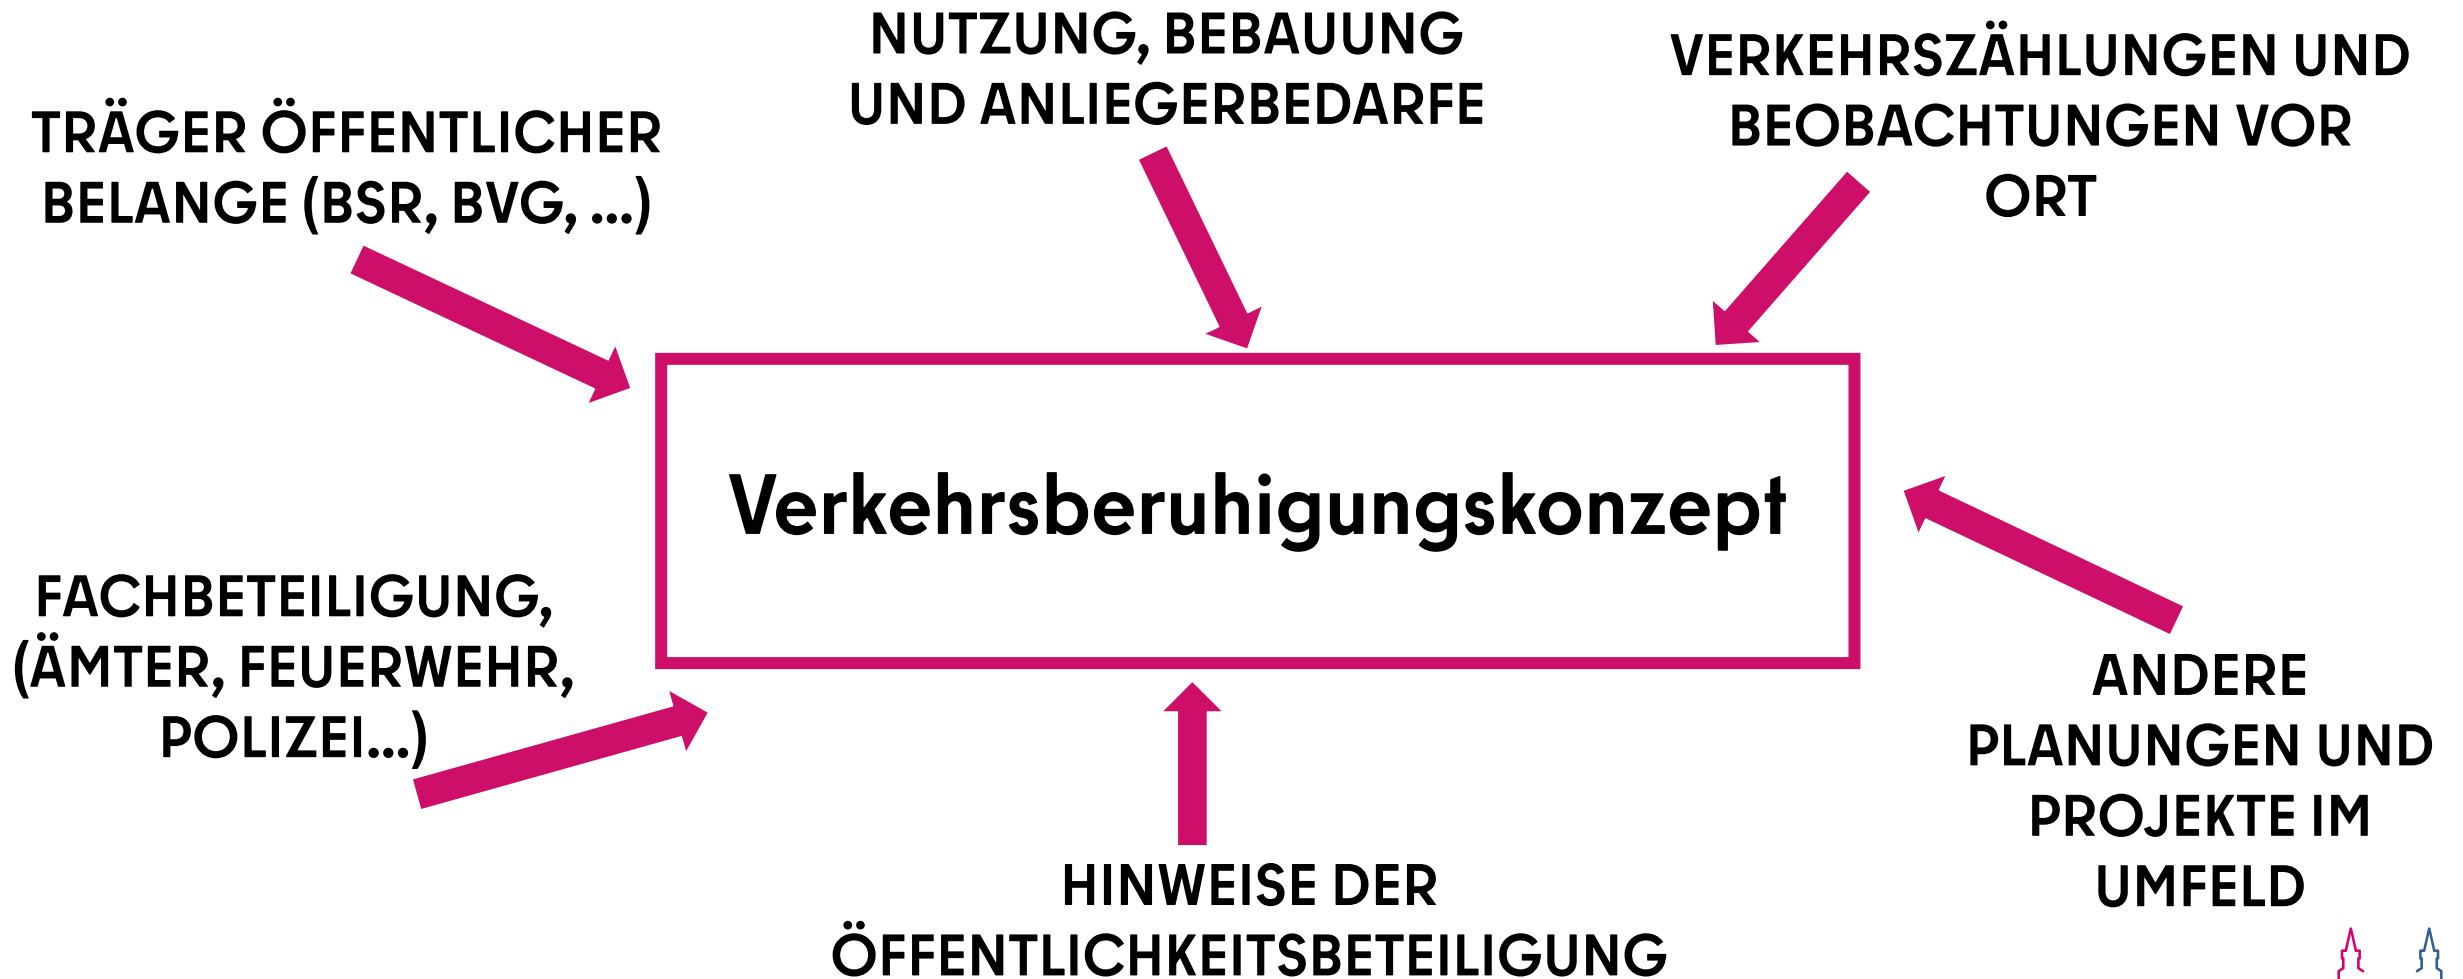 NUTZUNG, BEBAUUNG
UND ANLIEGERBEDARFE
VERKEHRSZÄHLUNGEN UND
BEOBACHTUNGEN VOR
ORT
TRÄGER ÖFFENTLICHER
BELANGE (BSR, BVG, ...)
Verkehrsberuhigungskonzept
FACHBETEILIGUNG,
(ÄMTER, FEUERWEHR,
POLIZEI...)
ANDERE
PLANUNGEN UND
PROJEKTE IM
UMFELD
HINWEISE DER
ÖFFENTLICHKEITSBETEILIGUNG